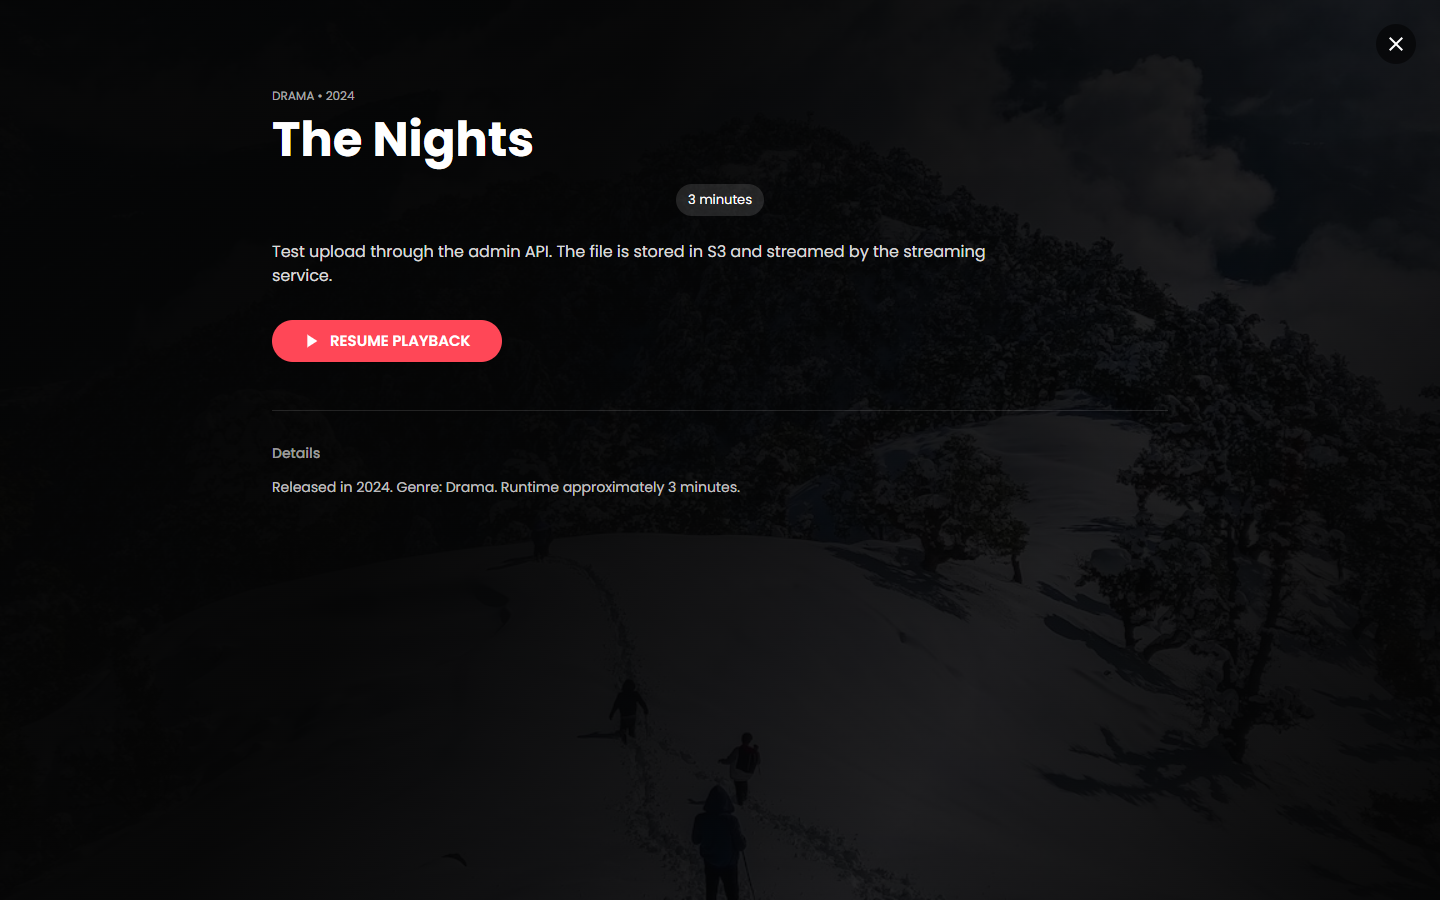 DRAMA • 2024
The Nights
3 minutes
Test upload through the admin API. The file is stored in S3 and streamed by the streaming
service.
RESUME PLAYBACK
Details
Released in 2024. Genre: Drama. Runtime approximately 3 minutes.